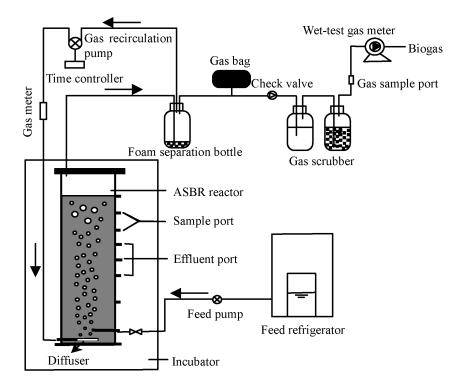 Wet-test gas meter
Biogas
Gas recirculation
pump
Gas bag
Time controller
Check valve
Gas sample port
Gas meter
Foam separation bottle
Gas scrubber
ASBR reactor
Sample port
Effluent port
Feed pump
Feed refrigerator
Diffuser
Incubator